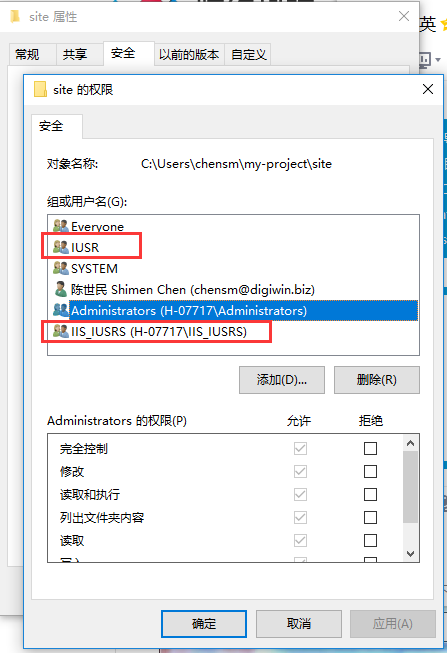 site 属性
英
常规 共享 安全 以前的版本 自定义
site 的权限
安全
对象名称: C:\Users\chensm\my-project\site
组或用户名(G):
Everyone
IUSR
SYSTEM
陈世民 Shimen Chen (chensm@digiwin.biz)
Administrators (H-07717\Administrators)
IIS_IUSRS (H-07717\IIS_IUSRS)
添加(D)... 删除(R)
Administrators 的权限(P) 允许 拒绝
完全控制
修改
读取和执行
列出文件夹内容
读取
确定 取消 应用(A)